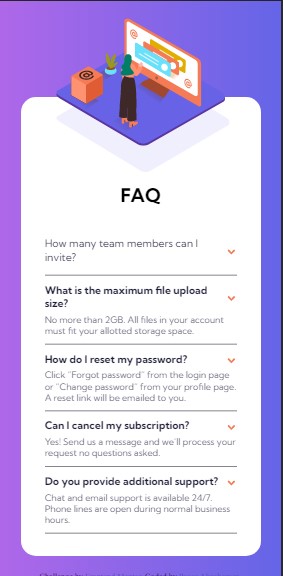 FAQ
How many team members can I
invite?
What is the maximum file upload
size?
No more than 2GB. All files in your account
must fit your allotted storage space.
How do I reset my password?
Click “Forgot password” from the login page
or “Change password” from your profile page.
A reset link will be emailed to you.
Can I cancel my subscription?
Yes! Send us a message and we’ll process your
request no questions asked.
Do you provide additional support?
Chat and email support is available 24/7.
Phone lines are open during normal business
hours.